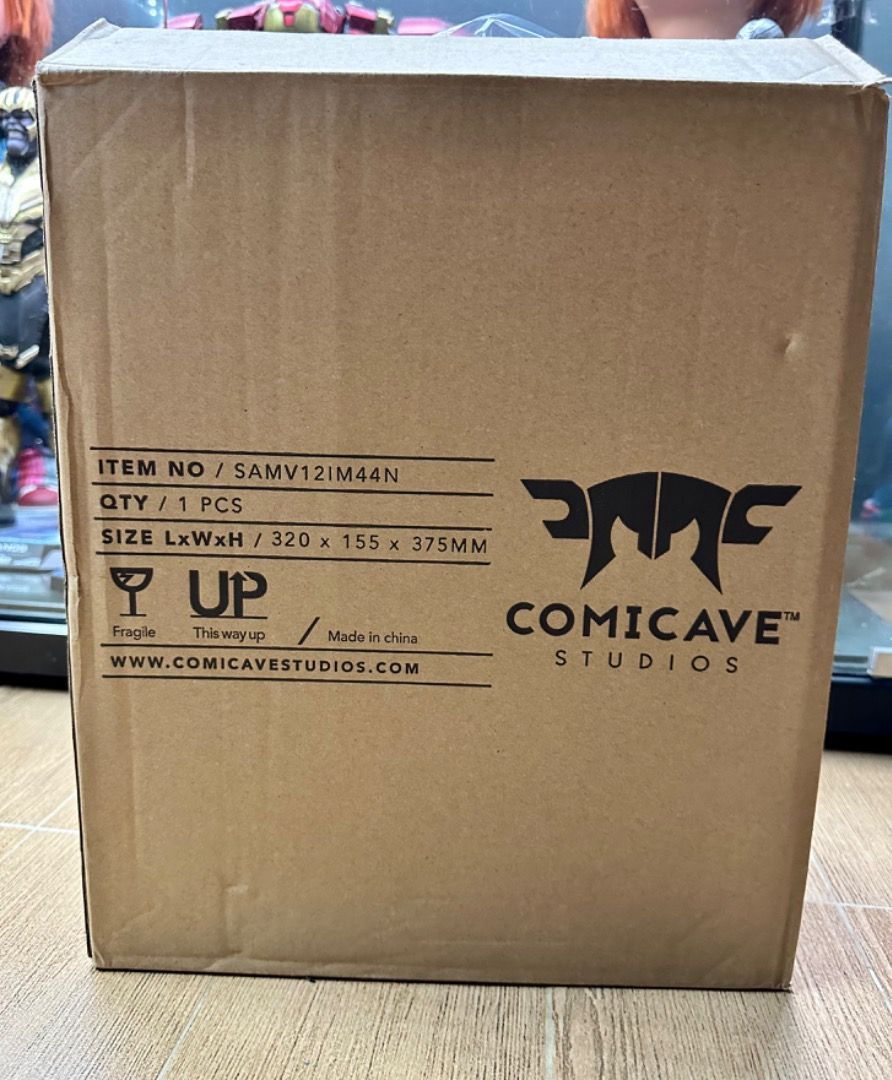 ITEM NO / SAMV12IM44N
QTY / 1 PCS
SIZE LxWxH / 320 x 155 x 375MM
UP
Fragile
This way up
/ Made in china
WWW.COMICAVESTUDIOS.COM
COMICAVE™
STUDIOS